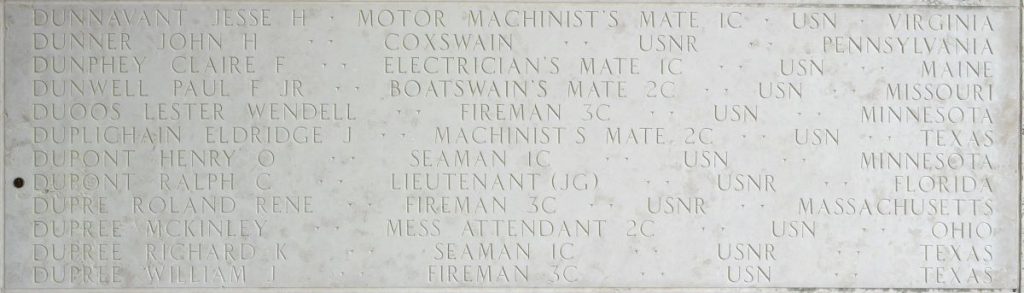 DUNNAVANT JESSE H · MOTOR MACHINIST'S MATE 1C · USN · VIRGINIA
DUNNER JOHN H · · COXSWAIN · · USNR · · PENNSYLVANIA
DUNPHEY CLAIRE F · · ELECTRICIAN'S MATE 1C · · USN · · MAINE
DUNWELL PAUL F JR · · BOATSWAIN'S MATE 2C · · USN · · MISSOURI
DUOOS LESTER WENDELL · · FIREMAN 3C · · USN · · MINNESOTA
DUPLICHAIN ELDRIDGE J · · MACHINIST'S MATE 2C · · USN · · TEXAS
DUPONT HENRY O · · SEAMAN 1C · · USN · · MINNESOTA
DUPONT RALPH C · · LIEUTENANT (JG) · · USNR · · FLORIDA
DUPRE ROLAND RENE · · FIREMAN 3C · · USNR · · MASSACHUSETTS
DUPREE MCKINLEY · · MESS ATTENDANT 2C · · USN · · OHIO
DUPREE RICHARD K · · SEAMAN 1C · · USNR · · TEXAS
DUPREE WILLIAM J · · FIREMAN 3C · · USN · · TEXAS